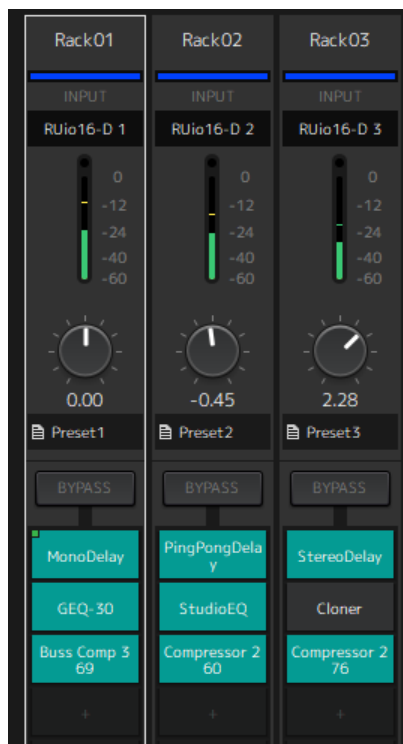 Rack01
INPUT
RUio16-D 1
0
-12
-24
-40
-60
0.00
Preset1
BYPASS
MonoDelay
GEQ-30
Buss Comp 3
69
+
Rack02
INPUT
RUio16-D 2
0
-12
-24
-40
-60
-0.45
Preset2
BYPASS
PingPongDela
y
StudioEQ
Compressor 2
60
+
Rack03
INPUT
RUio16-D 3
0
-12
-24
-40
-60
2.28
Preset3
BYPASS
StereoDelay
Cloner
Compressor 2
76
+